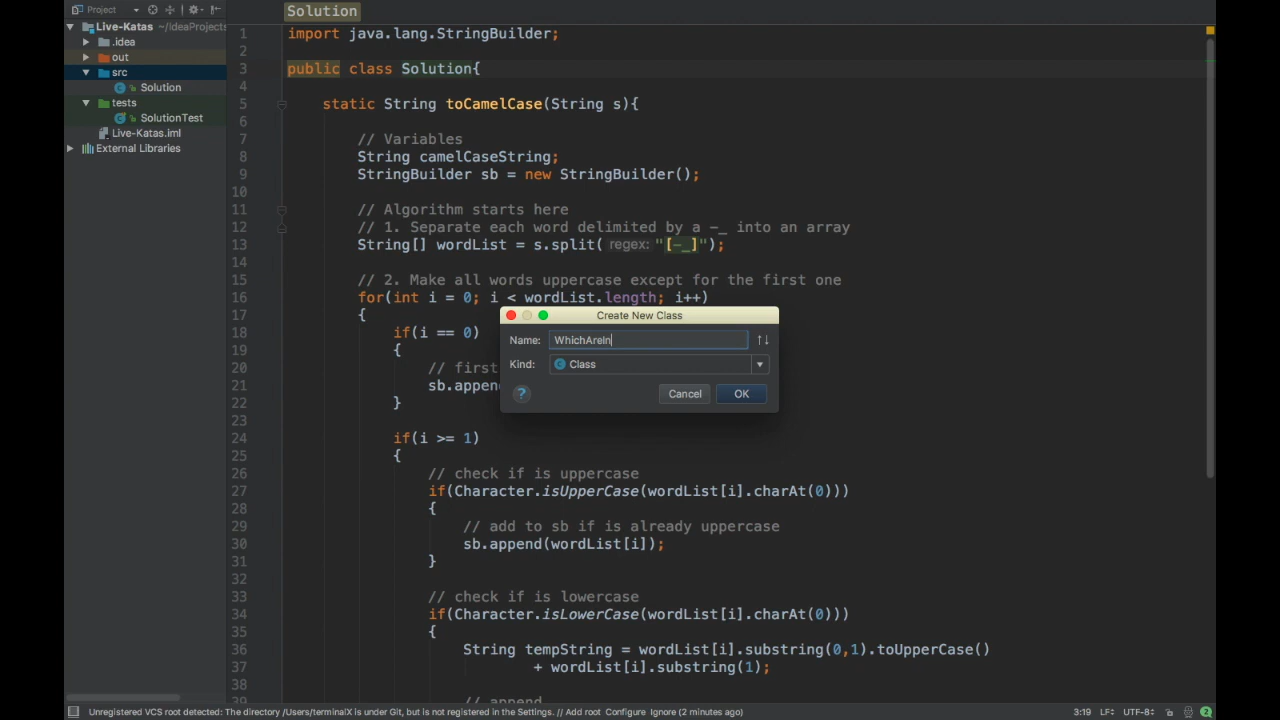 Project
Live-Katas ~/IdeaProjects
.idea
out
src
Solution
tests
SolutionTest
Live-Katas.iml
External Libraries
Solution
1 import java.lang.StringBuilder;
2
3 public class Solution{
4
5 static String toCamelCase(String s){
6
7 // Variables
8 String camelCaseString;
9 StringBuilder sb = new StringBuilder();
10
11 // Algorithm starts here
12 // 1. Separate each word delimited by a -_ into an array
13 String[] wordList = s.split( regex: "[-_]");
14
15 // 2. Make all words uppercase except for the first one
16 for(int i = 0; i < wordList.length; i++)
17 {
18 if(i == 0)
19 {
20 // first
21 sb.appen
22 }
23
24 if(i >= 1)
25 {
26 // check if is uppercase
27 if(Character.isUpperCase(wordList[i].charAt(0)))
28 {
29 // add to sb if is already uppercase
30 sb.append(wordList[i]);
31 }
32
33 // check if is lowercase
34 if(Character.isLowerCase(wordList[i].charAt(0)))
35 {
36 String tempString = wordList[i].substring(0,1).toUpperCase()
37 + wordList[i].substring(1);
38
39 // append
Create New Class
Name: WhichAreIn
Kind: Class
? Cancel OK
Unregistered VCS root detected: The directory /Users/terminalX is under Git, but is not registered in the Settings. // Add root Configure Ignore (2 minutes ago) 3:19 LF÷ UTF-8÷ 2